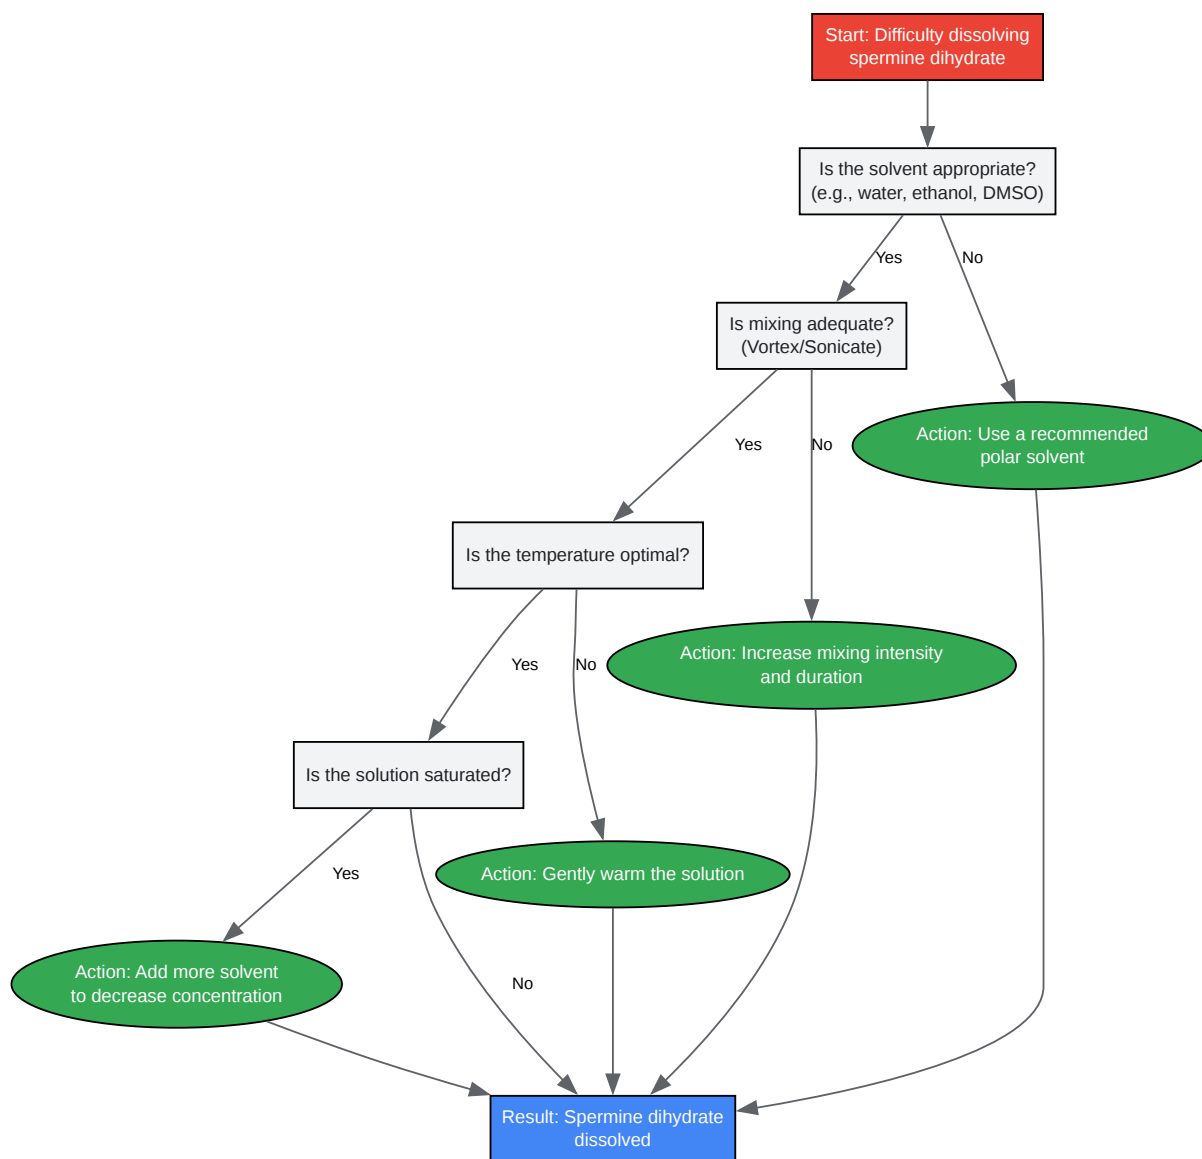 Start: Difficulty dissolving
spermine dihydrate
Is the solvent appropriate?
(e.g., water, ethanol, DMSO)
Yes
No
Is mixing adequate?
(Vortex/Sonicate)
Action: Use a recommended
polar solvent
Yes
No
Is the temperature optimal?
Action: Increase mixing intensity
and duration
Yes
No
Is the solution saturated?
Action: Gently warm the solution
Yes
No
Action: Add more solvent
to decrease concentration
Result: Spermine dihydrate
dissolved